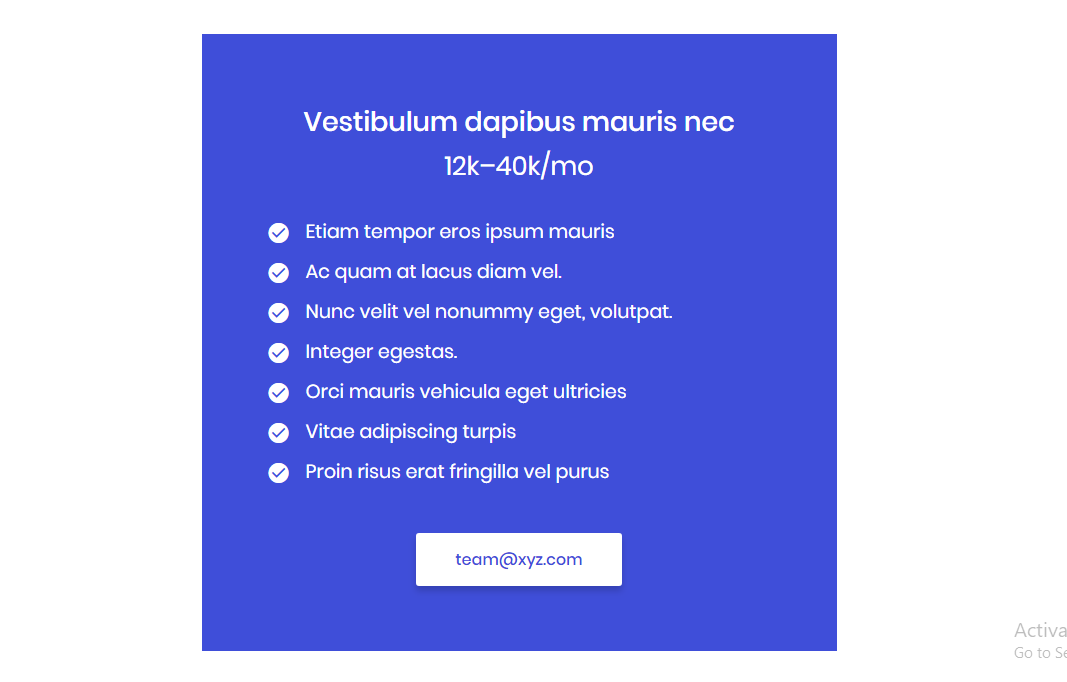 Vestibulum dapibus mauris nec
12k–40k/mo
Etiam tempor eros ipsum mauris
Ac quam at lacus diam vel.
Nunc velit vel nonummy eget, volutpat.
Integer egestas.
Orci mauris vehicula eget ultricies
Vitae adipiscing turpis
Proin risus erat fringilla vel purus
team@xyz.com
Activa
Go to Se